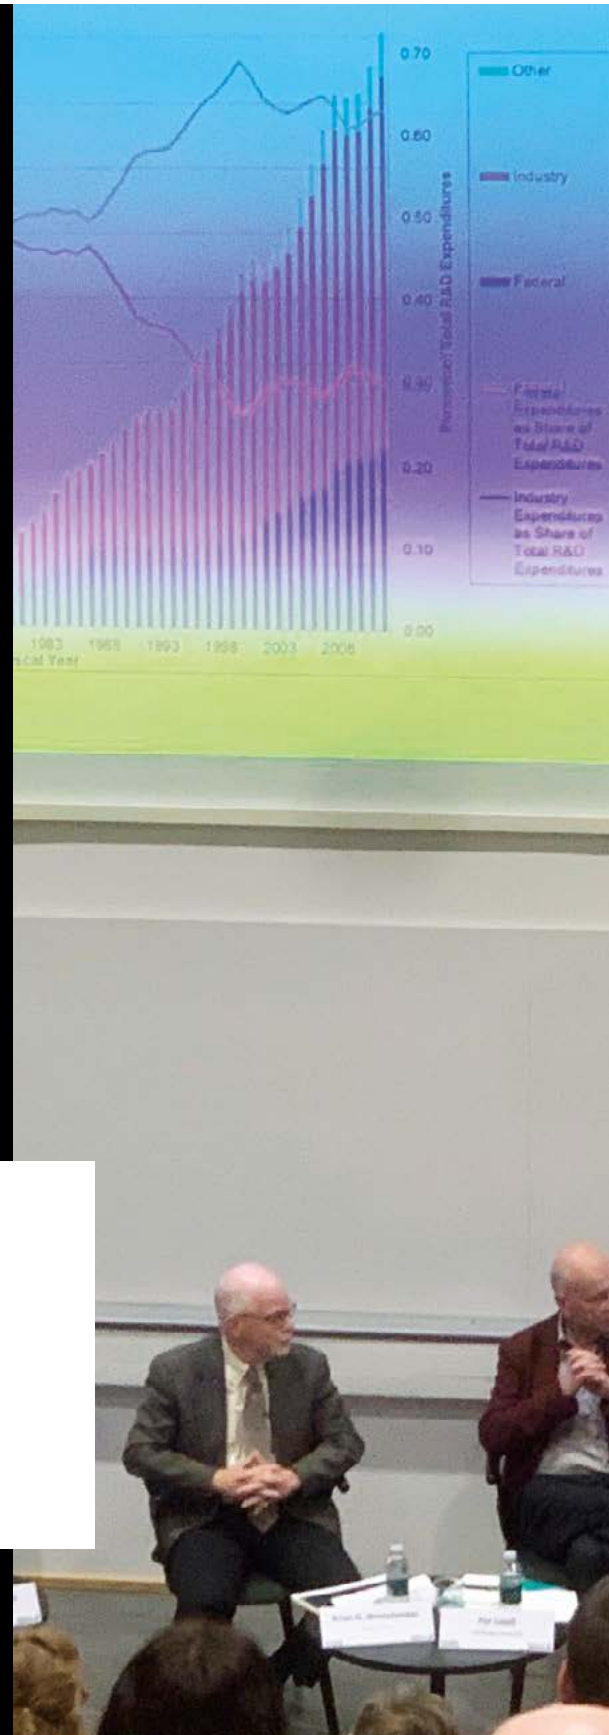 0.70
0.60
0.50
0.40
0.30
0.20
0.10
0.00
Total R&D Expenditures
1983 1988 1993 1998 2003 2008
Fiscal Year
Other
Industry
Federal
Federal
Expenditures
as Share of
Total R&D
Expenditures
Industry
Expenditures
as Share of
Total R&D
Expenditures